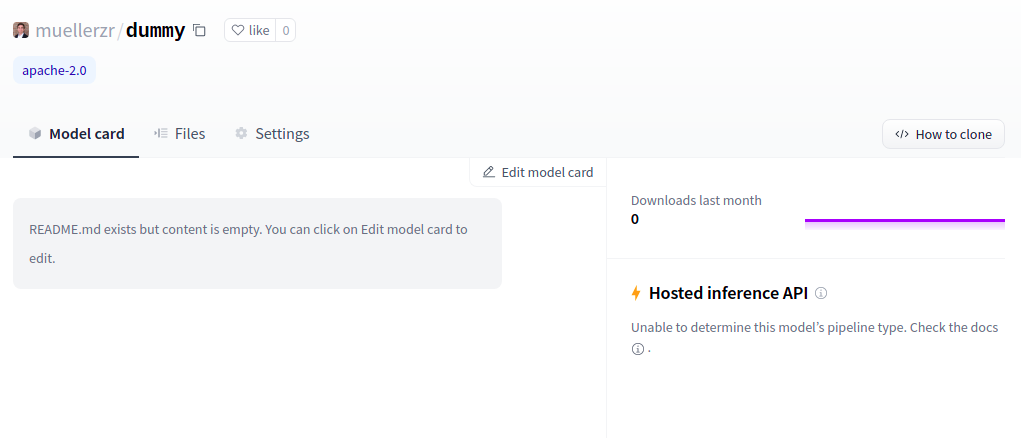 muellerzr/dummy like 0
apache-2.0
Model card Files Settings How to clone
Edit model card
README.md exists but content is empty. You can click on Edit model card to
edit.
Downloads last month
0
Hosted inference API
Unable to determine this model's pipeline type. Check the docs
.